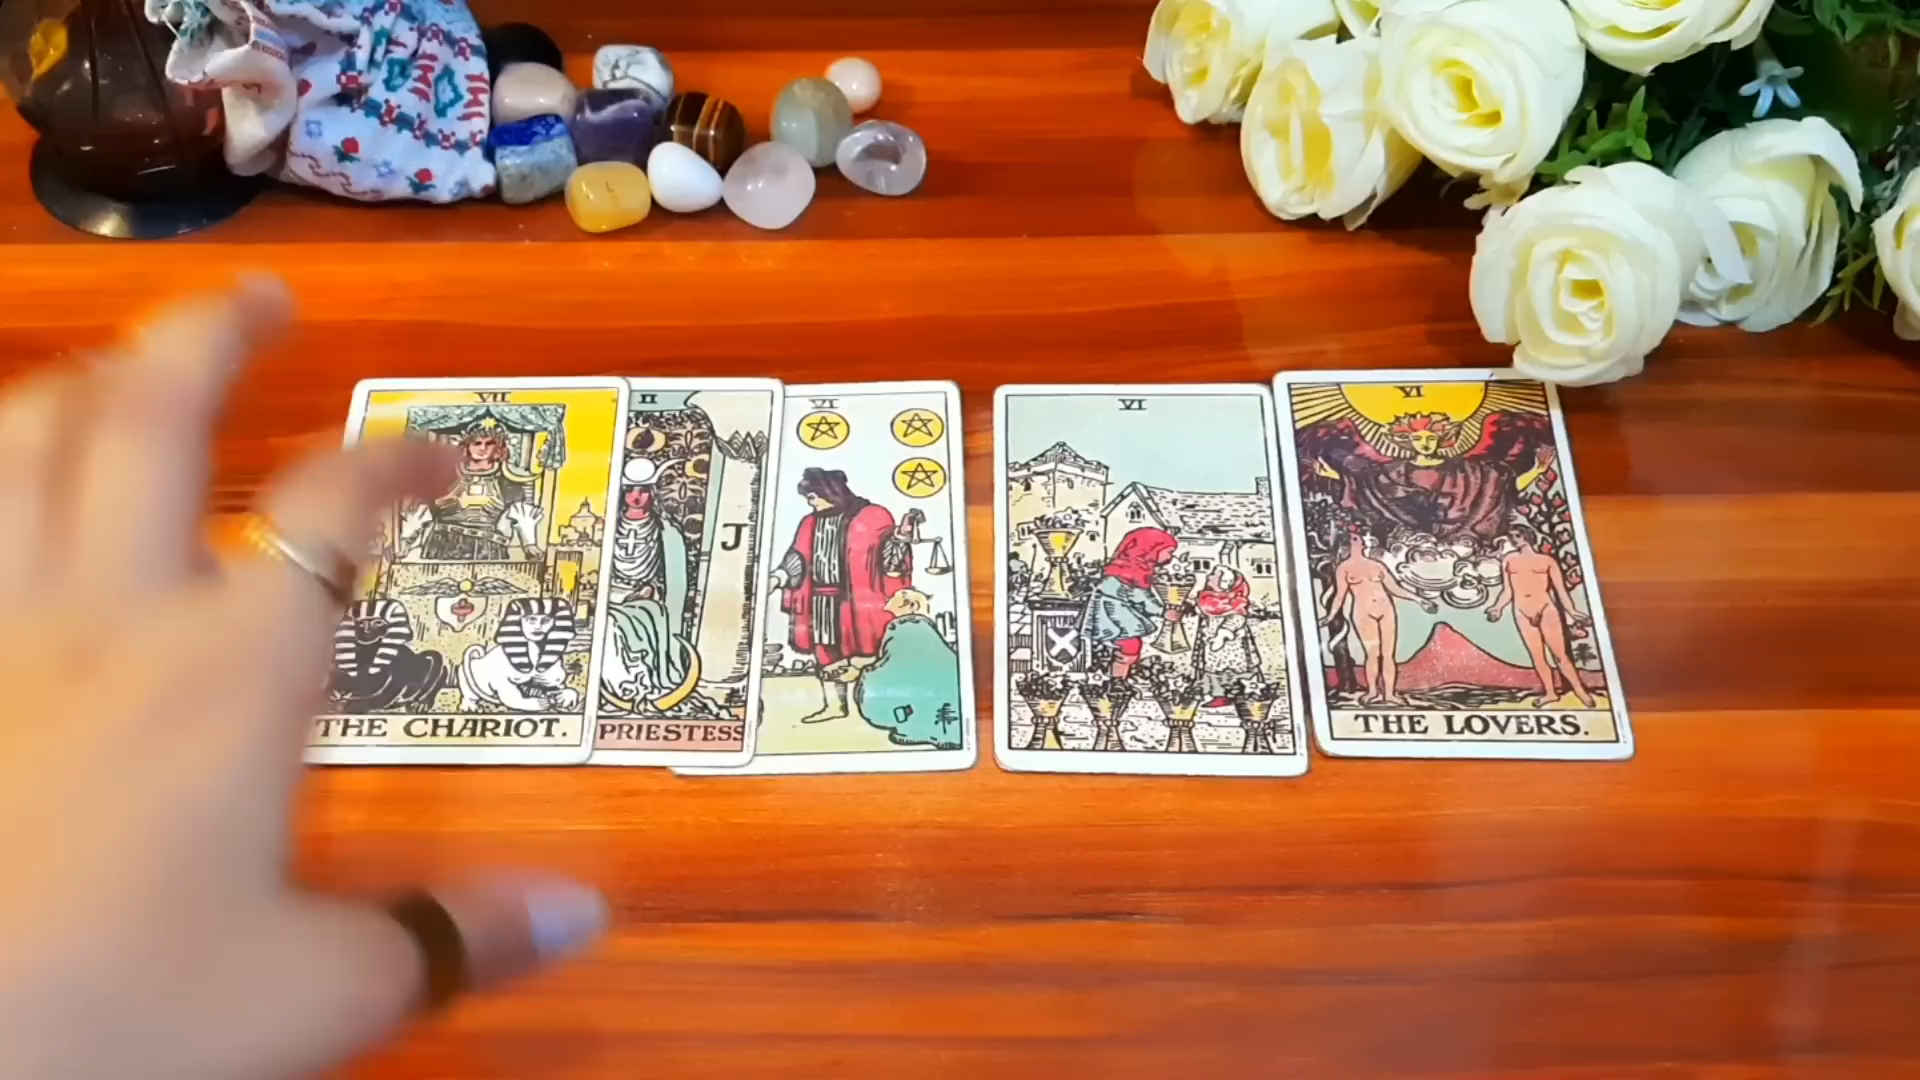 VII
THE CHARIOT.
II
J
PRIESTESS
VI
VI
VI
THE LOVERS.